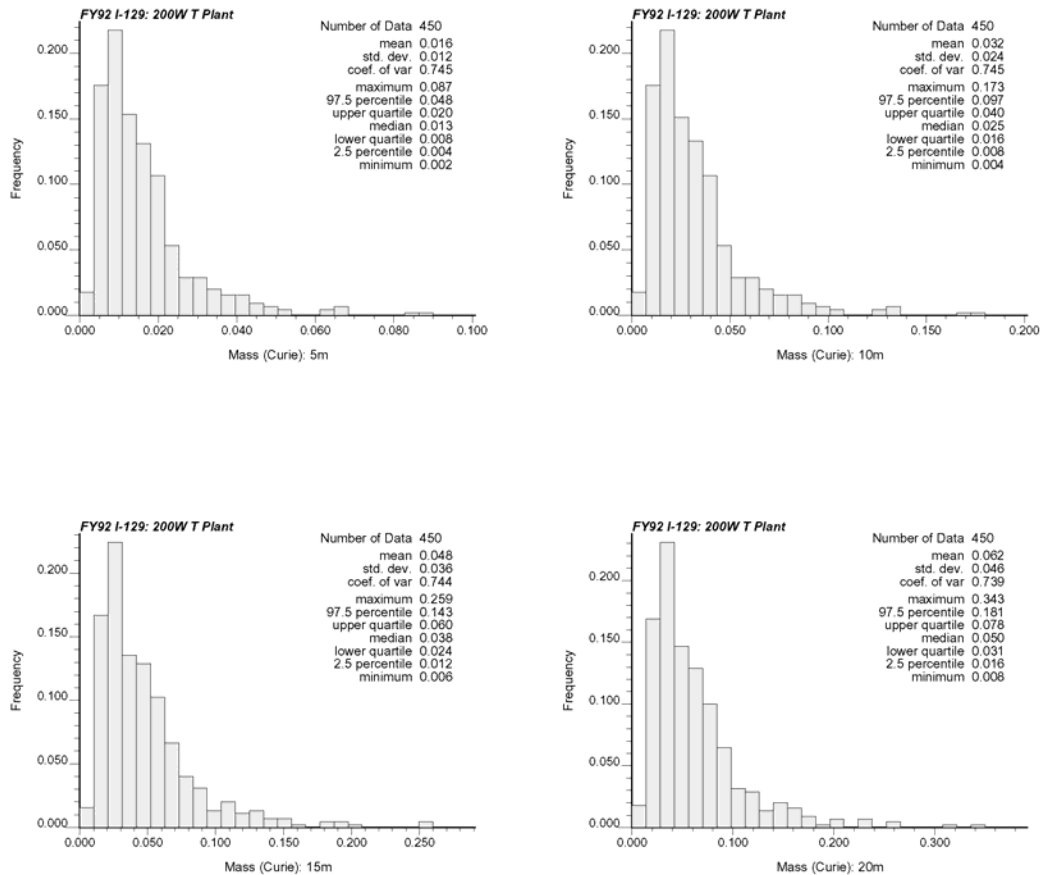 FY92 I-129: 200W T Plant
Number of Data 450
mean 0.016
std. dev. 0.012
coef. of var 0.745
maximum 0.087
97.5 percentile 0.048
upper quartile 0.020
median 0.013
lower quartile 0.008
2.5 percentile 0.004
minimum 0.002
Frequency
0.200
0.150
0.100
0.050
0.000
0.000 0.020 0.040 0.060 0.080 0.100
Mass (Curie): 5m
FY92 I-129: 200W T Plant
Number of Data 450
mean 0.032
std. dev. 0.024
coef. of var 0.745
maximum 0.173
97.5 percentile 0.097
upper quartile 0.040
median 0.025
lower quartile 0.016
2.5 percentile 0.008
minimum 0.004
Frequency
0.200
0.150
0.100
0.050
0.000
0.000 0.050 0.100 0.150 0.200
Mass (Curie): 10m
FY92 I-129: 200W T Plant
Number of Data 450
mean 0.048
std. dev. 0.036
coef. of var 0.744
maximum 0.259
97.5 percentile 0.143
upper quartile 0.060
median 0.038
lower quartile 0.024
2.5 percentile 0.012
minimum 0.006
Frequency
0.200
0.150
0.100
0.050
0.000
0.000 0.050 0.100 0.150 0.200 0.250
Mass (Curie): 15m
FY92 I-129: 200W T Plant
Number of Data 450
mean 0.062
std. dev. 0.046
coef. of var 0.739
maximum 0.343
97.5 percentile 0.181
upper quartile 0.078
median 0.050
lower quartile 0.031
2.5 percentile 0.016
minimum 0.008
Frequency
0.200
0.150
0.100
0.050
0.000
0.000 0.100 0.200 0.300
Mass (Curie): 20m